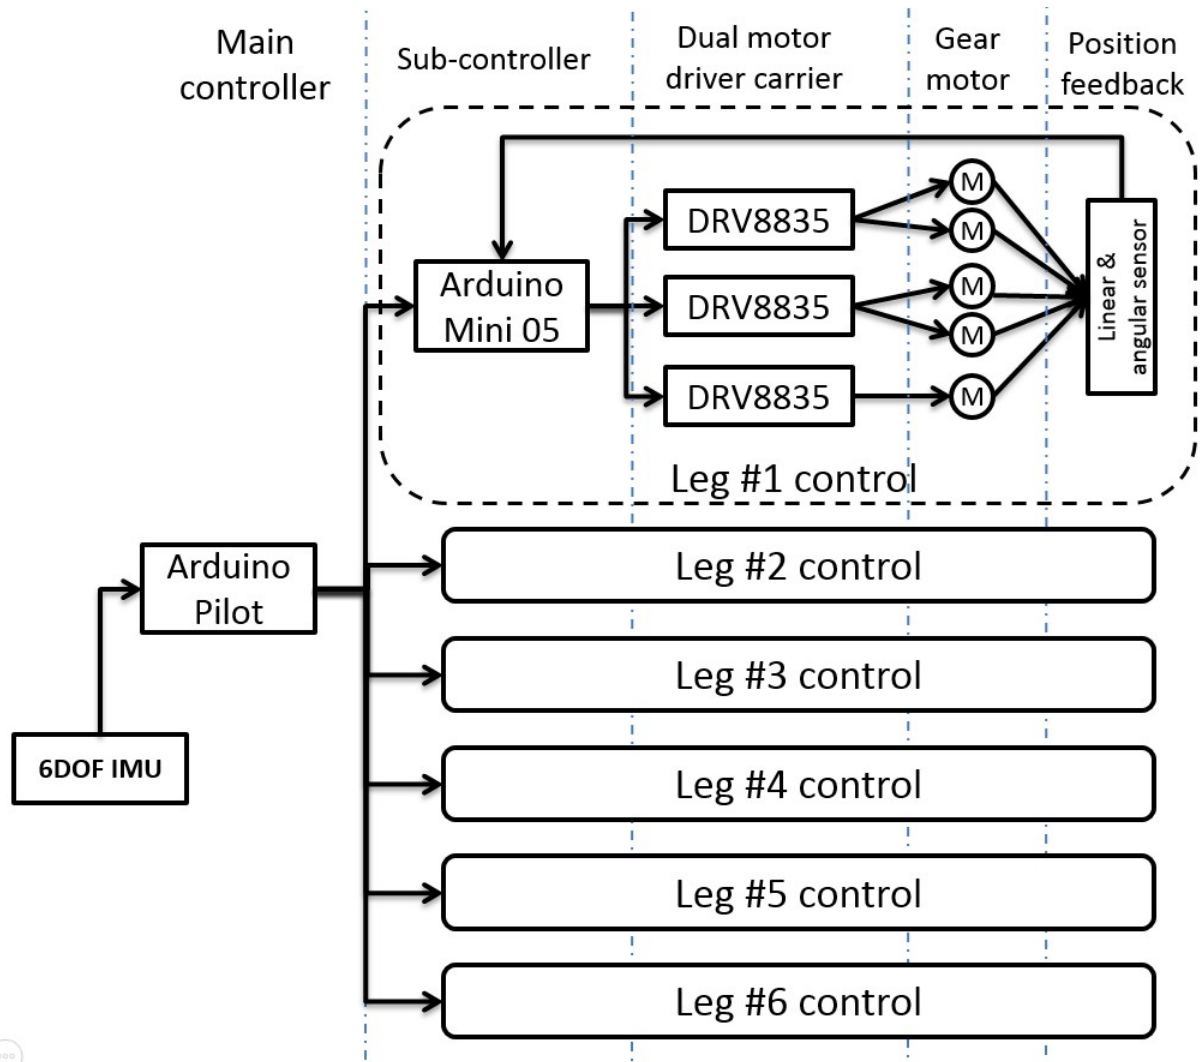 Main
controller
Sub-controller
Dual motor
driver carrier
Gear
motor
Position
feedback
Arduino
Mini 05
DRV8835
DRV8835
DRV8835
M
M
M
M
M
Linear &
angular sensor
Leg #1 control
Arduino
Pilot
6DOF IMU
Leg #2 control
Leg #3 control
Leg #4 control
Leg #5 control
Leg #6 control